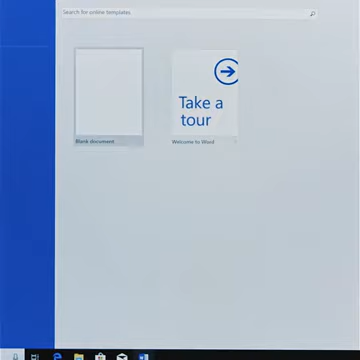 Search for online templates
Take a
tour
Blank document
Welcome to Word